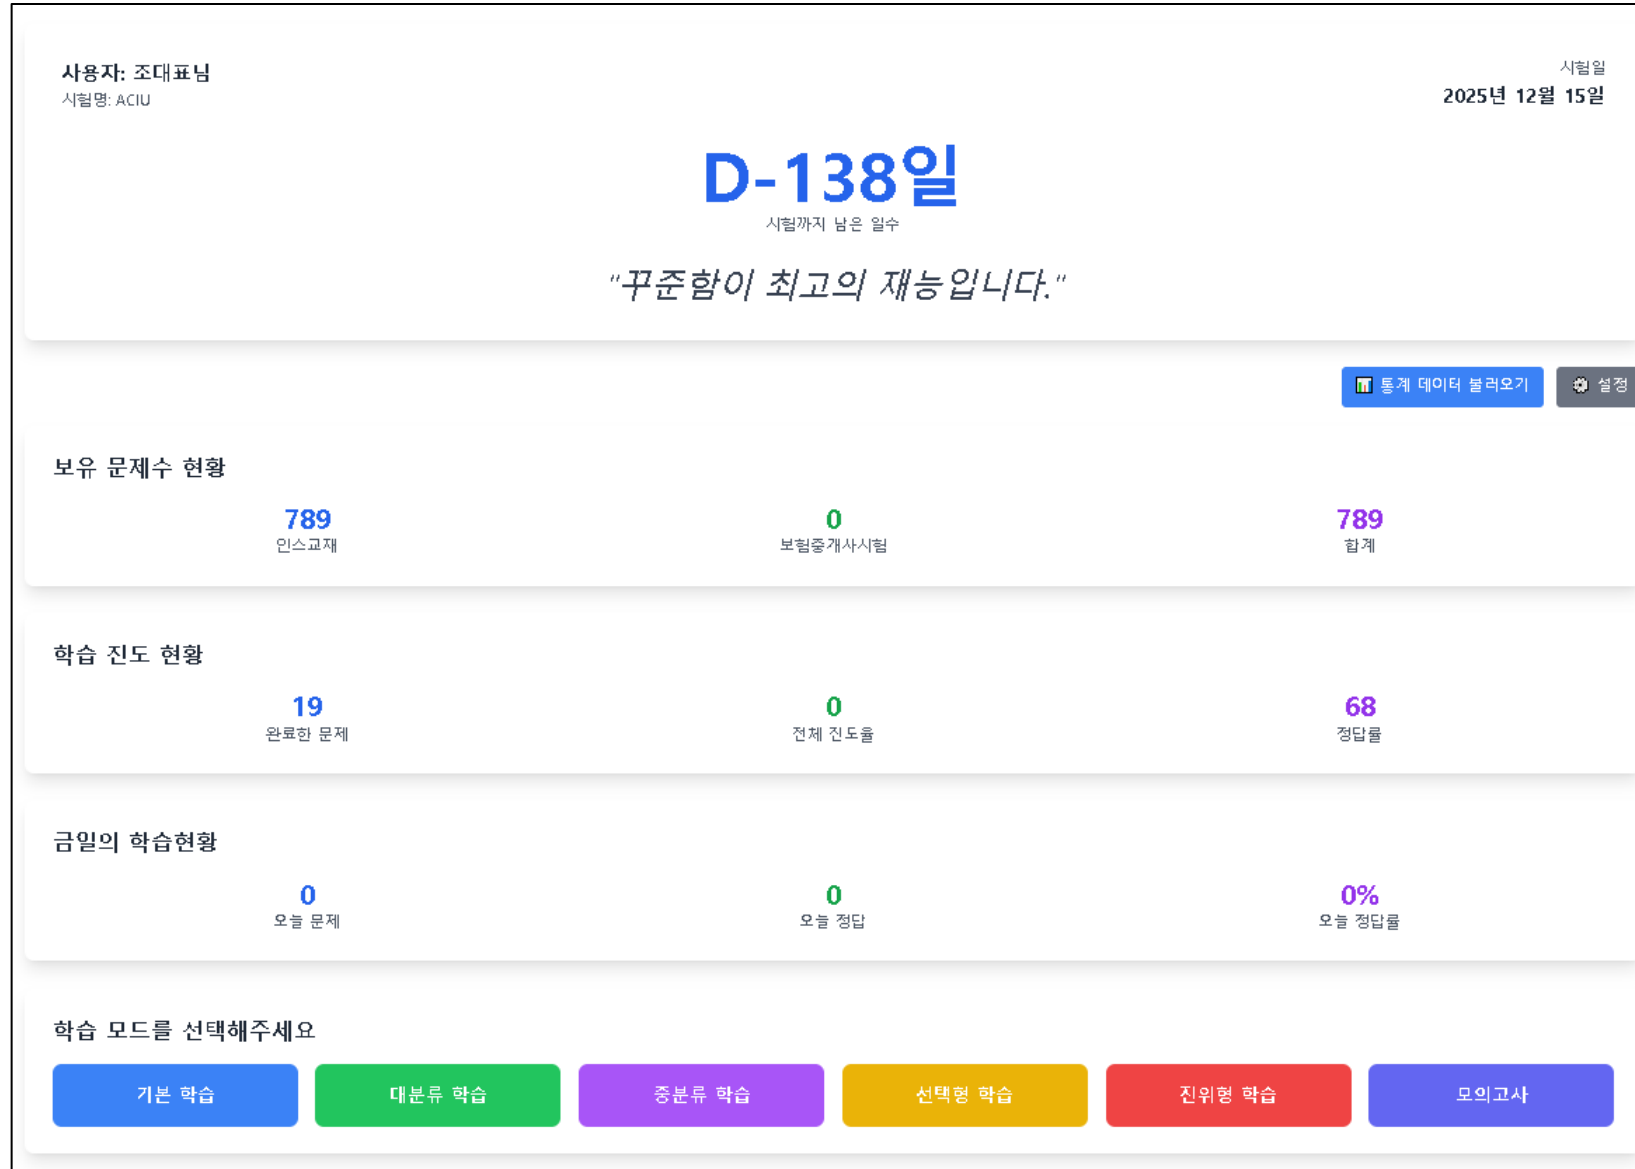 사용자: 조대표님
시험명: ACIU
시험일
2025년 12월 15일
D-138일
시험까지 남은 일수
"꾸준함이 최고의 재능입니다."
📊 통계 데이터 불러오기
⚙️ 설정
보유 문제수 현황
789
인스교재
0
보험중개사시험
789
합계
학습 진도 현황
19
완료한 문제
0
전체 진도율
68
정답률
금일의 학습현황
0
오늘 문제
0
오늘 정답
0%
오늘 정답률
학습 모드를 선택해주세요
기본 학습
대분류 학습
중분류 학습
선택형 학습
진위형 학습
모의고사